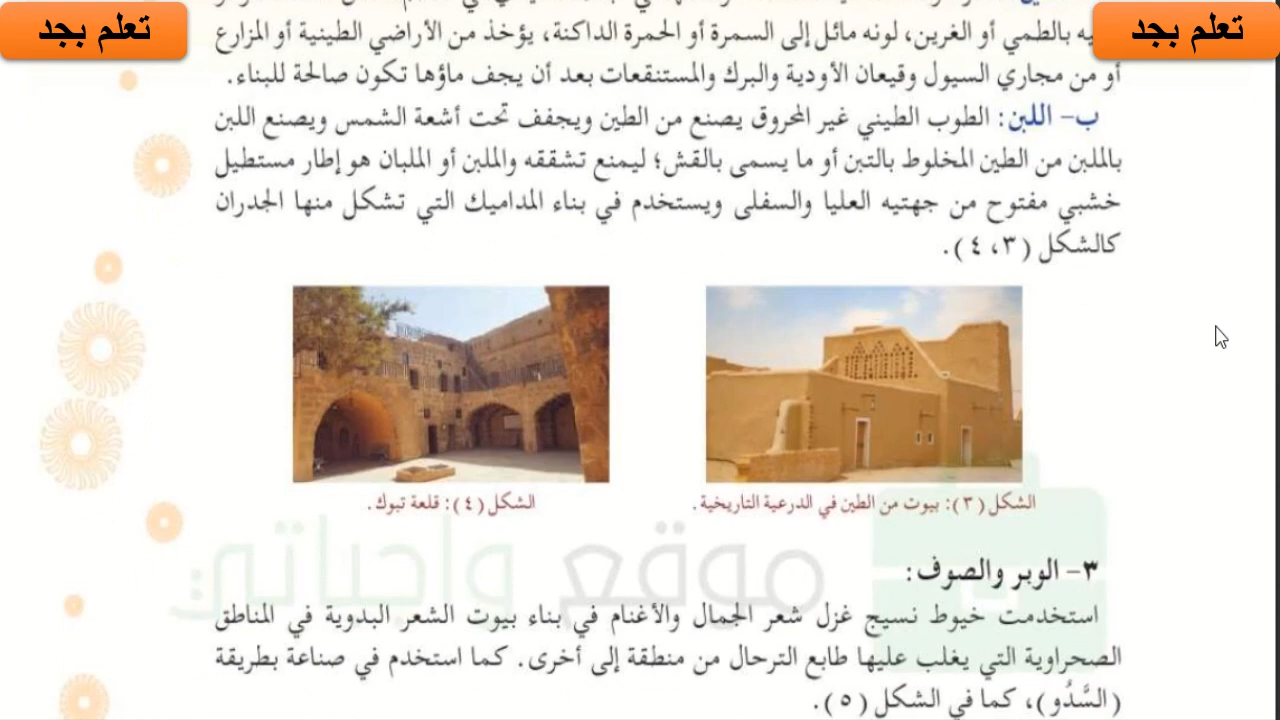 تعلم بجد
تعلم بجد
بالطمي أو الغرين، لونه مائل إلى السمرة أو الحمرة الداكنة، يؤخذ من الأراضي الطينية أو المزارع
أو من مجاري السيول وقيعان الأودية والبرك والمستنقعات بعد أن يجف ماؤها تكون صالحة للبناء.
ب- اللبن: الطوب الطيني غير المحروق يصنع من الطين ويجفف تحت أشعة الشمس ويصنع اللبن
بالملبن من الطين المخلوط بالتبن أو ما يسمى بالقش؛ ليمنع تشققه والملبن أو الملبان هو إطار مستطيل
خشبي مفتوح من جهتيه العليا والسفلى ويستخدم في بناء المداميك التي تشكل منها الجدران
كالشكل (٣، ٤).
الشكل (٣): بيوت من الطين في الدرعية التاريخية.
الشكل (٤): قلعة تبوك.
موقع واجباتي
٣- الوبر والصوف:
استخدمت خيوط نسيج غزل شعر الجمال والأغنام في بناء بيوت الشعر البدوية في المناطق
الصحراوية التي يغلب عليها طابع الترحال من منطقة إلى أخرى. كما استخدم في صناعة بطريقة
(السَّدُو)، كما في الشكل (٥).